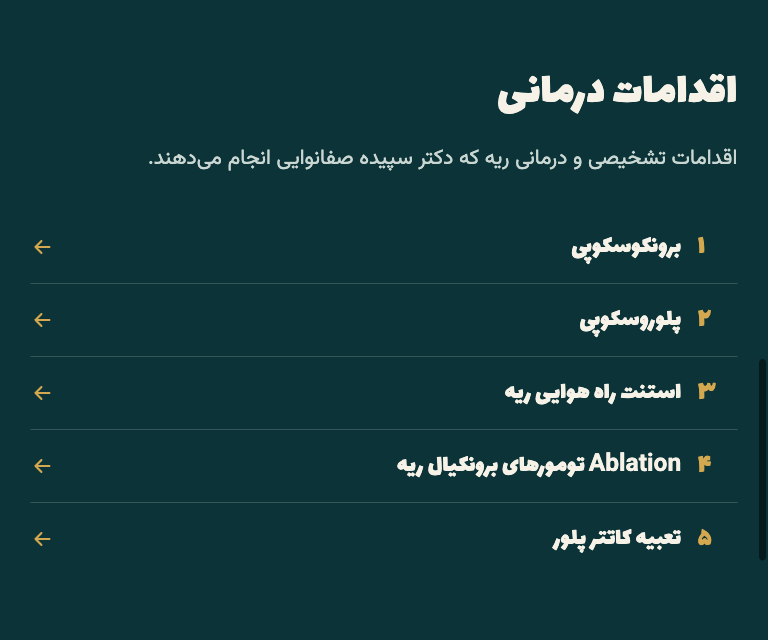 اقدامات درمانی
اقدامات تشخیصی و درمانی ریه که دکتر سپیده صفانوایی انجام می‌دهند.
۱ برونکوسکوپی ←
۲ پلوروسکوپی ←
۳ استنت راه هوایی ریه ←
۴ Ablation تومورهای برونکیال ریه ←
۵ تعبیه کاتتر پلور ←